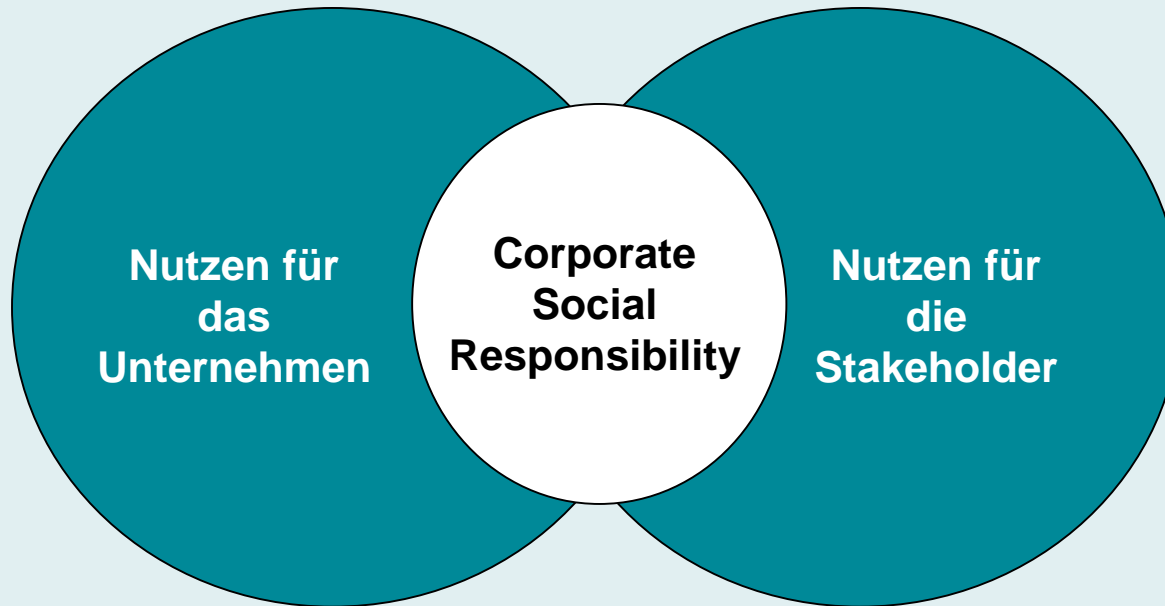 Nutzen für
das
Unternehmen
Corporate
Social
Responsibility
Nutzen für
die
Stakeholder